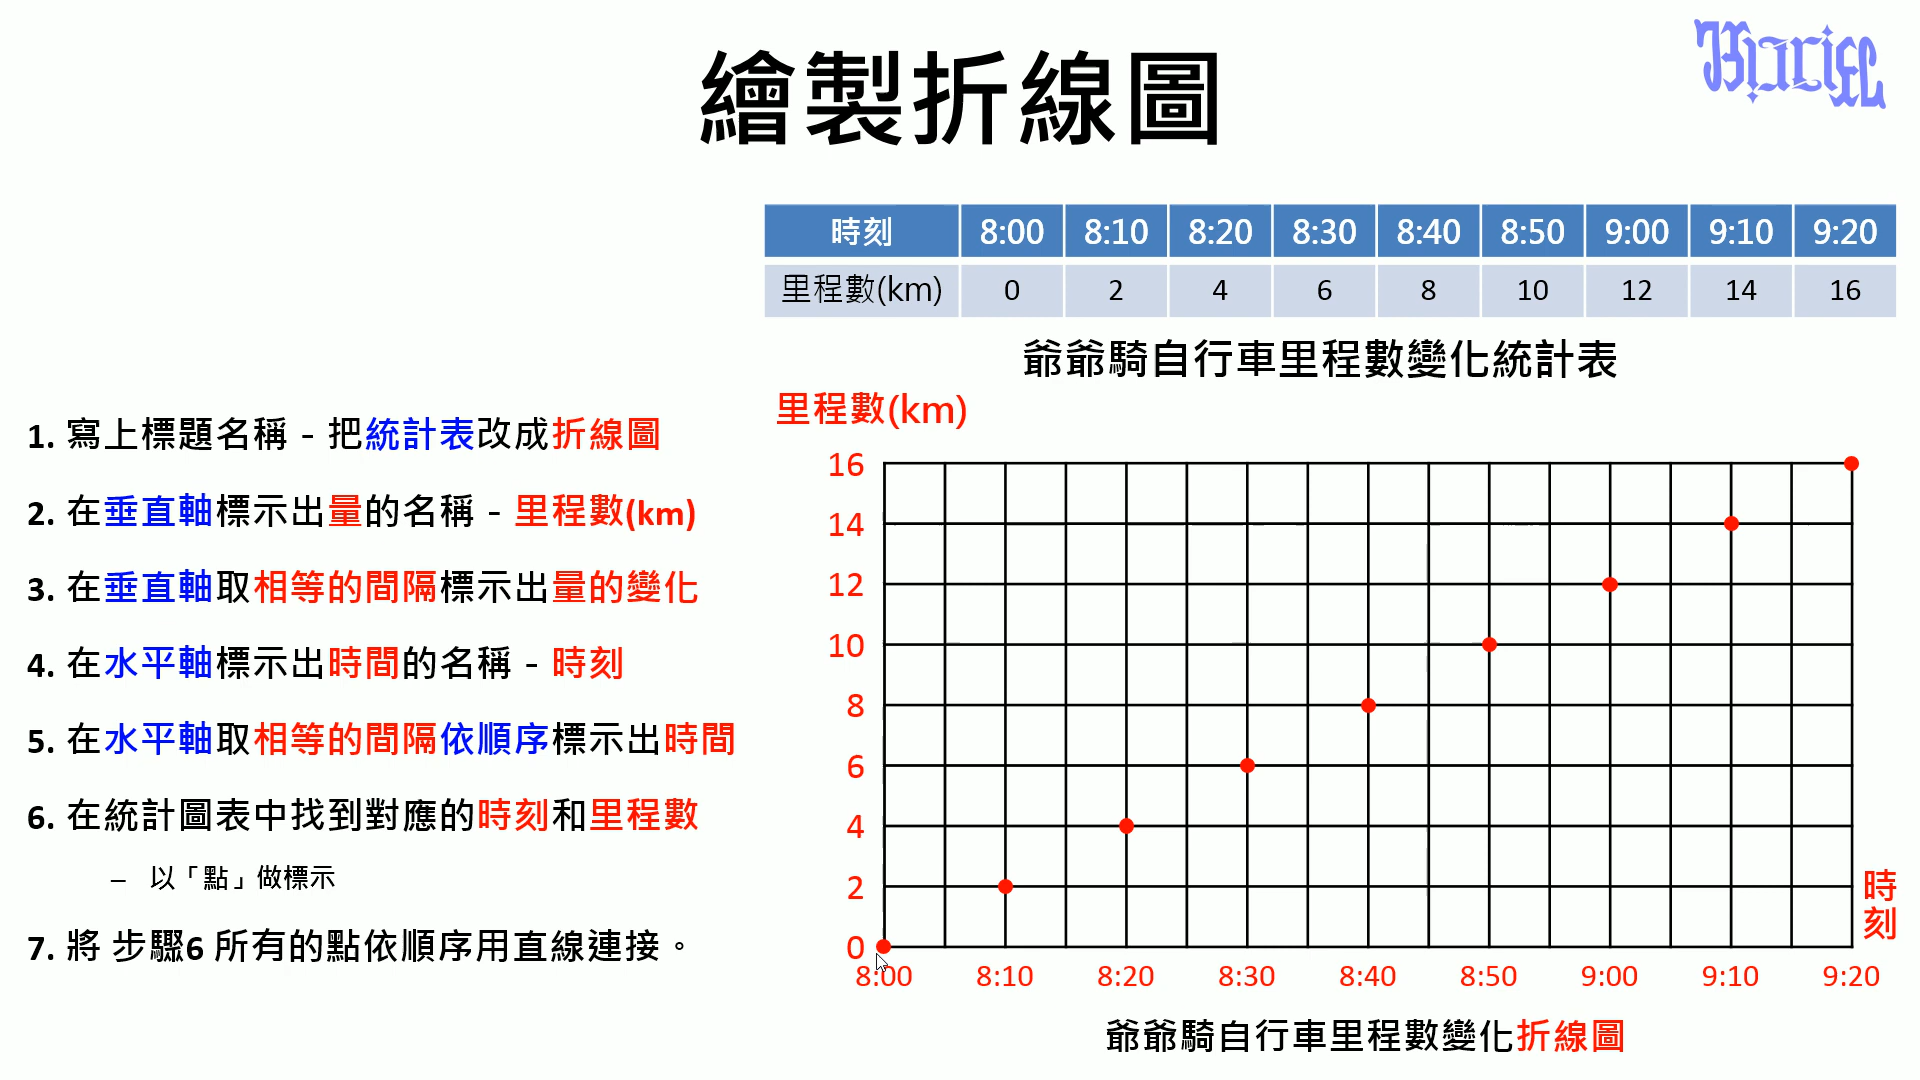 繪製折線圖
時刻 8:00 8:10 8:20 8:30 8:40 8:50 9:00 9:10 9:20
里程數(km) 0 2 4 6 8 10 12 14 16
爺爺騎自行車里程數變化統計表
1. 寫上標題名稱 - 把統計表改成折線圖
2. 在垂直軸標示出量的名稱 - 里程數(km)
3. 在垂直軸取相等的間隔標示出量的變化
4. 在水平軸標示出時間的名稱 - 時刻
5. 在水平軸取相等的間隔依順序標示出時間
6. 在統計圖表中找到對應的時刻和里程數
– 以「點」做標示
7. 將 步驟6 所有的點依順序用直線連接。
里程數(km)
16
14
12
10
8
6
4
2
0
時刻
8:00 8:10 8:20 8:30 8:40 8:50 9:00 9:10 9:20
爺爺騎自行車里程數變化折線圖